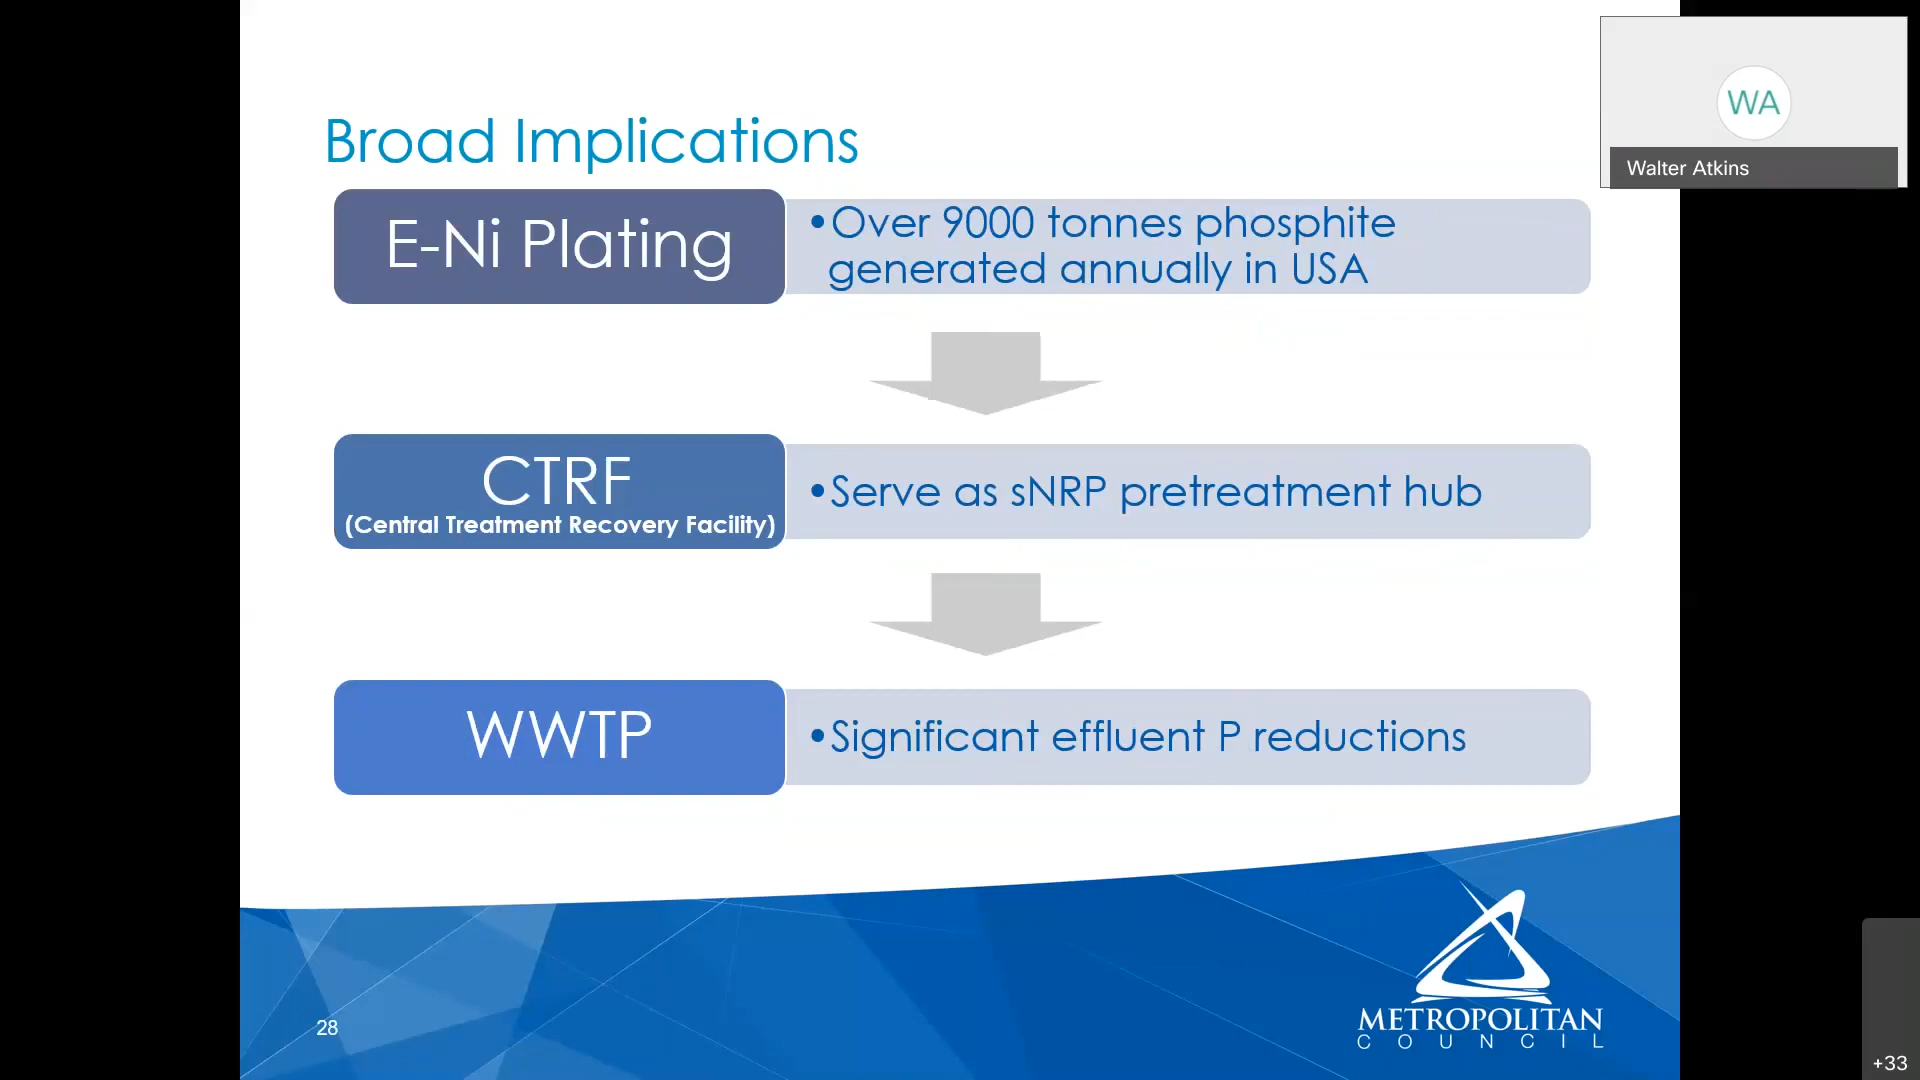 Broad Implications
WA
Walter Atkins
E-Ni Plating
•Over 9000 tonnes phosphite
generated annually in USA
CTRF
(Central Treatment Recovery Facility)
•Serve as sNRP pretreatment hub
WWTP
•Significant effluent P reductions
METROPOLITAN
COUNCIL
28
+33